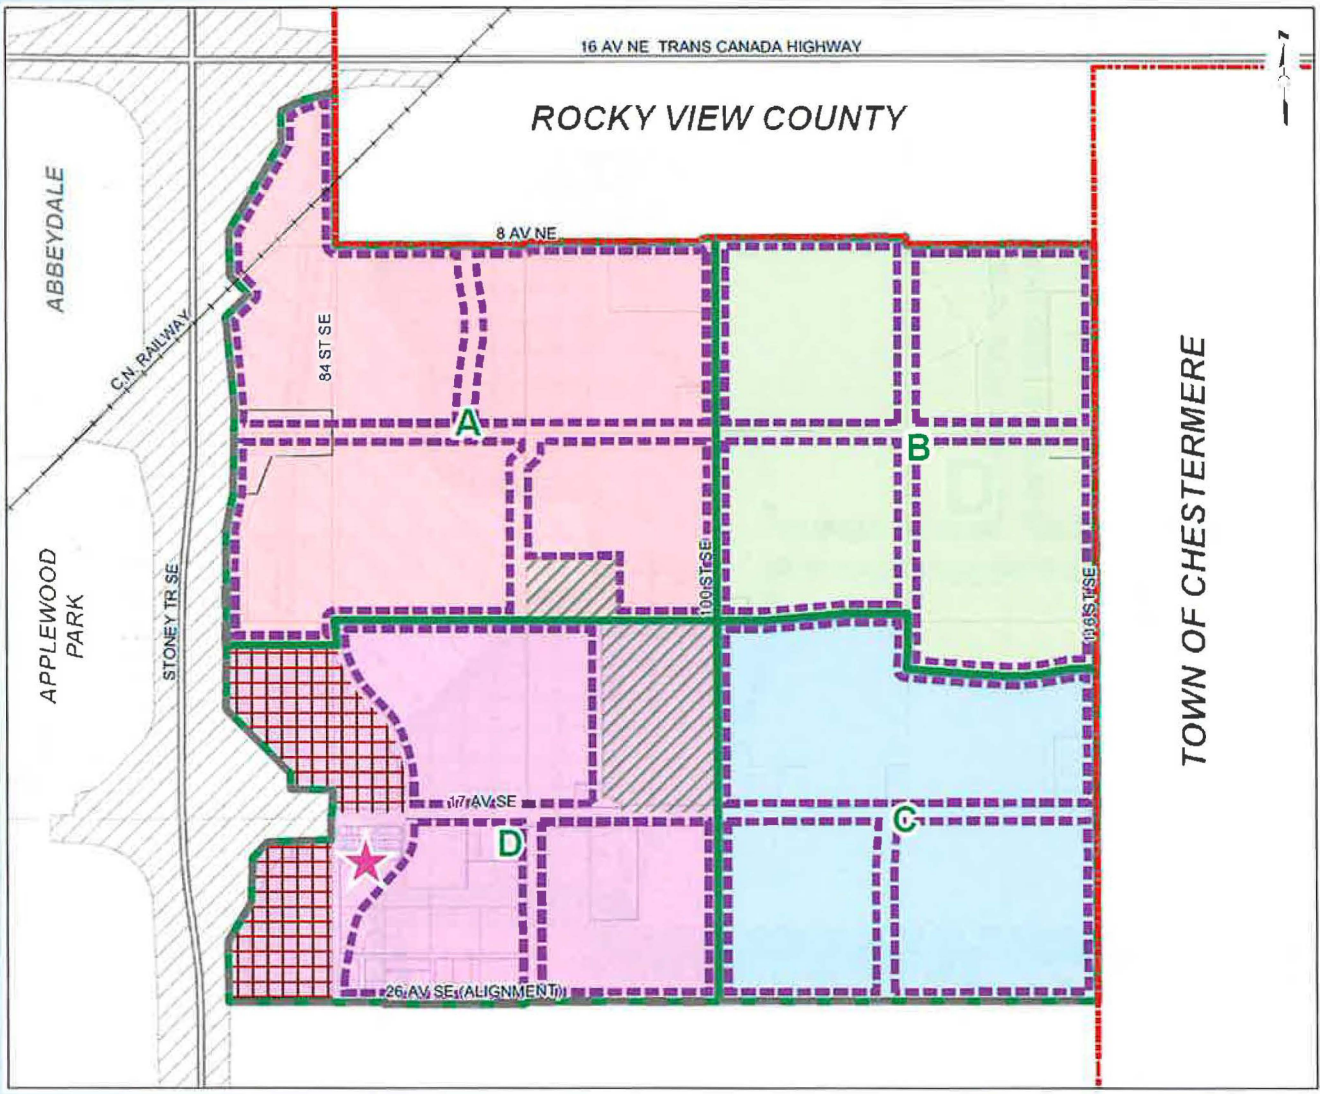 16 AV NE TRANS CANADA HIGHWAY
ROCKY VIEW COUNTY
ABBEYDALE
8 AV NE
C.N. RAILWAY
84 ST SE
A
B
TOWN OF CHESTERMERE
100 ST SE
116 ST SE
APPLEWOOD
PARK
STONEY TR SE
17 AV SE
D
C
26 AV SE (ALIGNMENT)